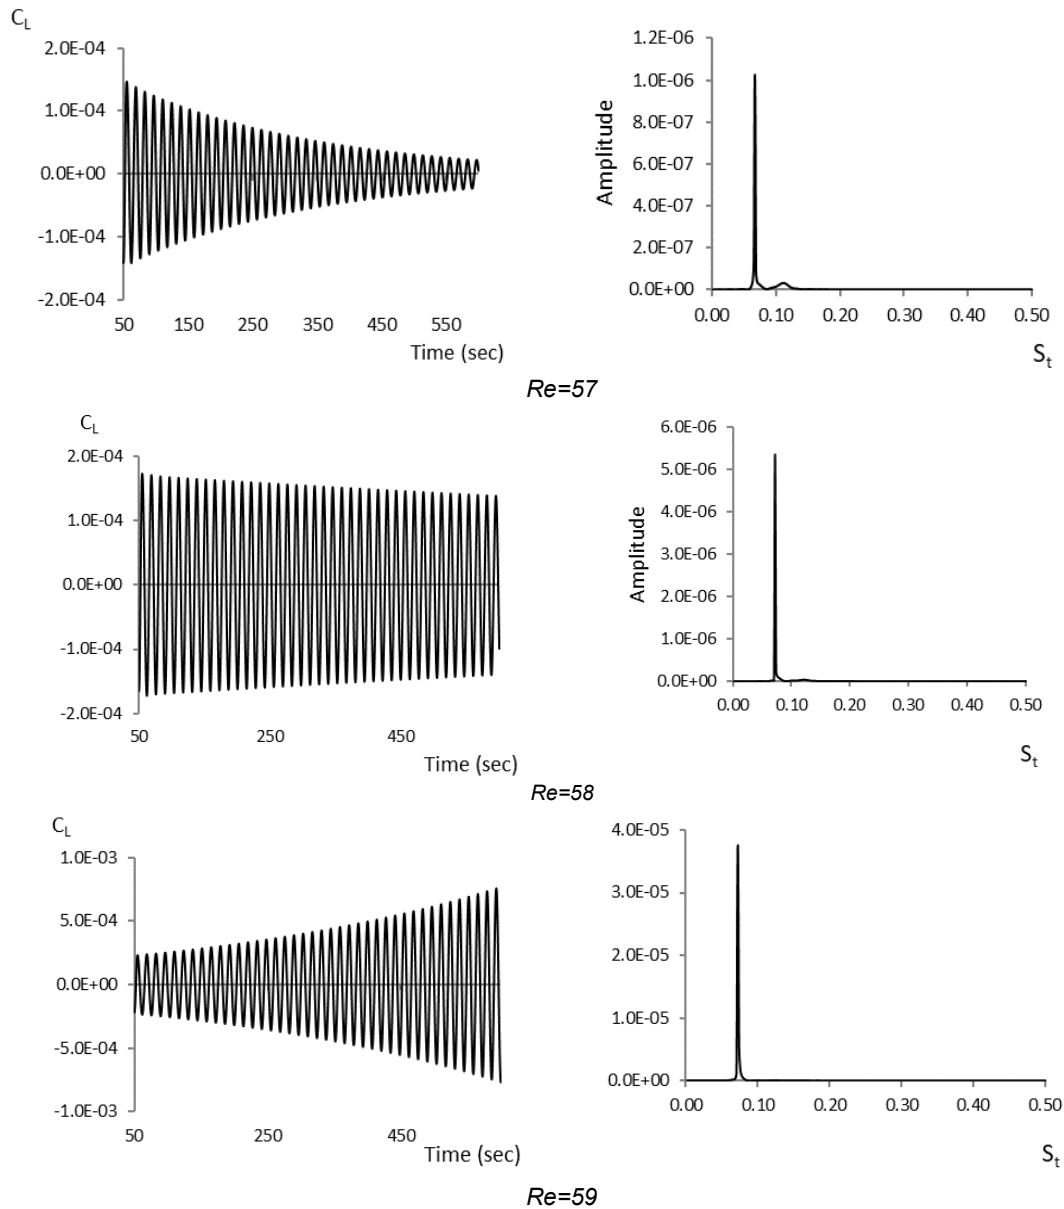 C_L
2.0E-04
1.0E-04
0.0E+00
-1.0E-04
-2.0E-04
50 150 250 350 450 550
Time (sec)
1.2E-06
1.0E-06
8.0E-07
6.0E-07
4.0E-07
2.0E-07
0.0E+00
Amplitude
0.00 0.10 0.20 0.30 0.40 0.50
S_t
Re=57
C_L
2.0E-04
1.0E-04
0.0E+00
-1.0E-04
-2.0E-04
50 250 450
Time (sec)
6.0E-06
5.0E-06
4.0E-06
3.0E-06
2.0E-06
1.0E-06
0.0E+00
Amplitude
0.00 0.10 0.20 0.30 0.40 0.50
S_t
Re=58
C_L
1.0E-03
5.0E-04
0.0E+00
-5.0E-04
-1.0E-03
50 250 450
Time (sec)
4.0E-05
3.0E-05
2.0E-05
1.0E-05
0.0E+00
0.00 0.10 0.20 0.30 0.40 0.50
S_t
Re=59